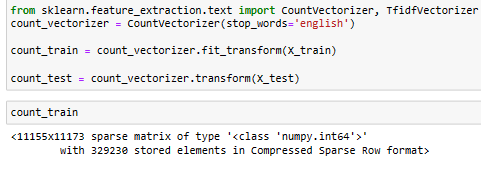 from sklearn.feature_extraction.text import CountVectorizer, TfidfVectorizer
count_vectorizer = CountVectorizer(stop_words='english')
count_train = count_vectorizer.fit_transform(X_train)
count_test = count_vectorizer.transform(X_test)
count_train
<11155x11173 sparse matrix of type '<class 'numpy.int64'>'
with 329230 stored elements in Compressed Sparse Row format>